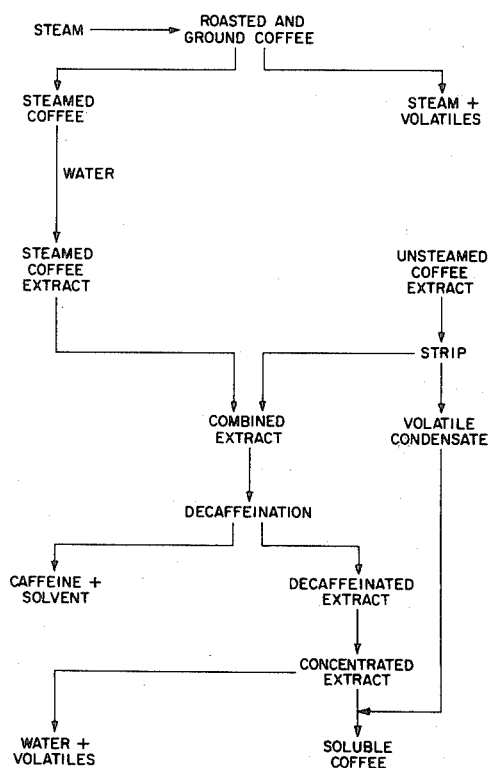 STEAM
ROASTED AND
GROUND COFFEE
STEAMED
COFFEE
STEAM +
VOLATILES
WATER
STEAMED
COFFEE
EXTRACT
UNSTEAMED
COFFEE
EXTRACT
STRIP
COMBINED
EXTRACT
VOLATILE
CONDENSATE
DECAFFEINATION
CAFFEINE +
SOLVENT
DECAFFEINATED
EXTRACT
CONCENTRATED
EXTRACT
WATER +
VOLATILES
SOLUBLE
COFFEE